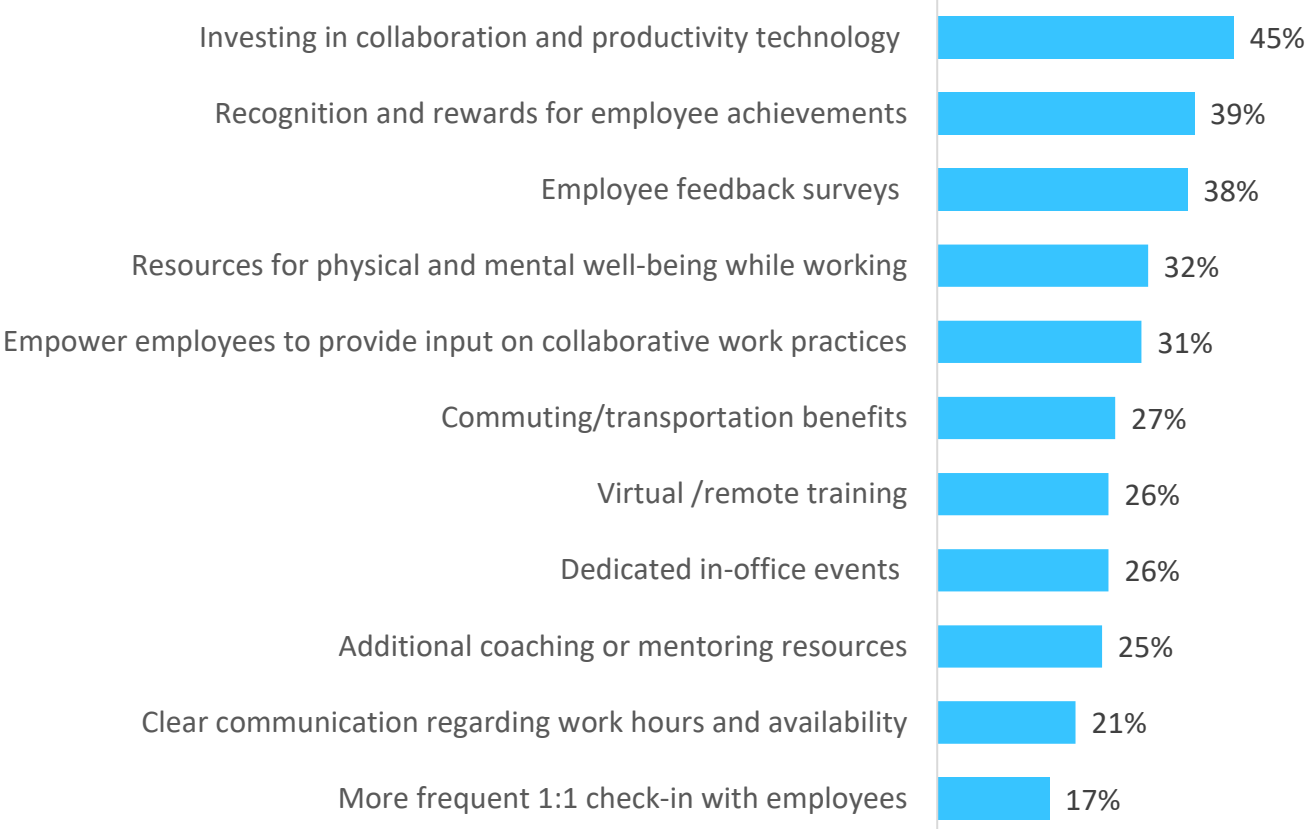 Investing in collaboration and productivity technology 45%
Recognition and rewards for employee achievements 39%
Employee feedback surveys 38%
Resources for physical and mental well-being while working 32%
Empower employees to provide input on collaborative work practices 31%
Commuting/transportation benefits 27%
Virtual /remote training 26%
Dedicated in-office events 26%
Additional coaching or mentoring resources 25%
Clear communication regarding work hours and availability 21%
More frequent 1:1 check-in with employees 17%